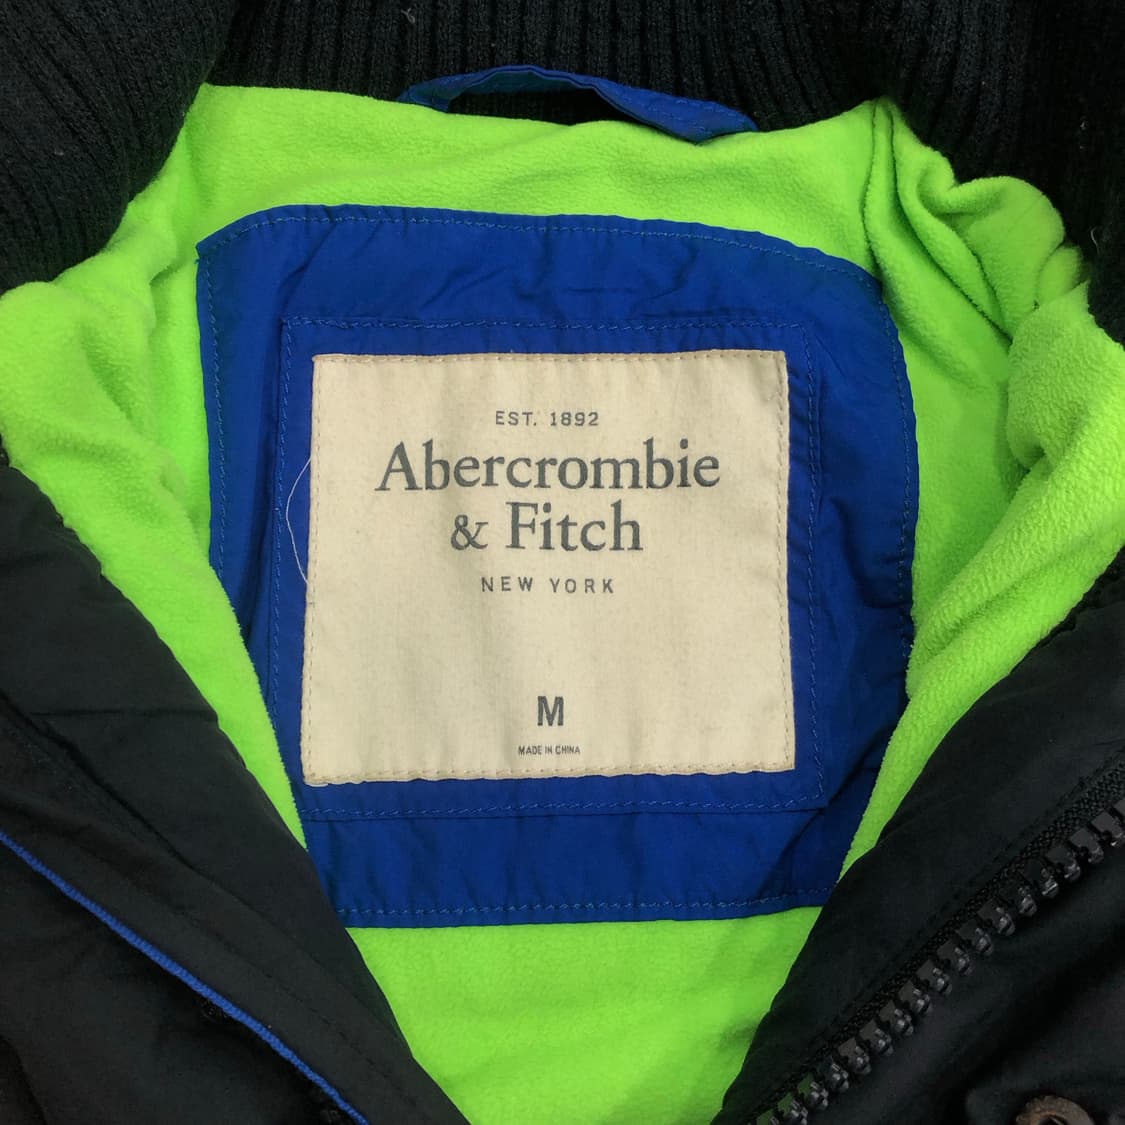 EST. 1892
Abercrombie
& Fitch
NEW YORK
M
MADE IN CHINA